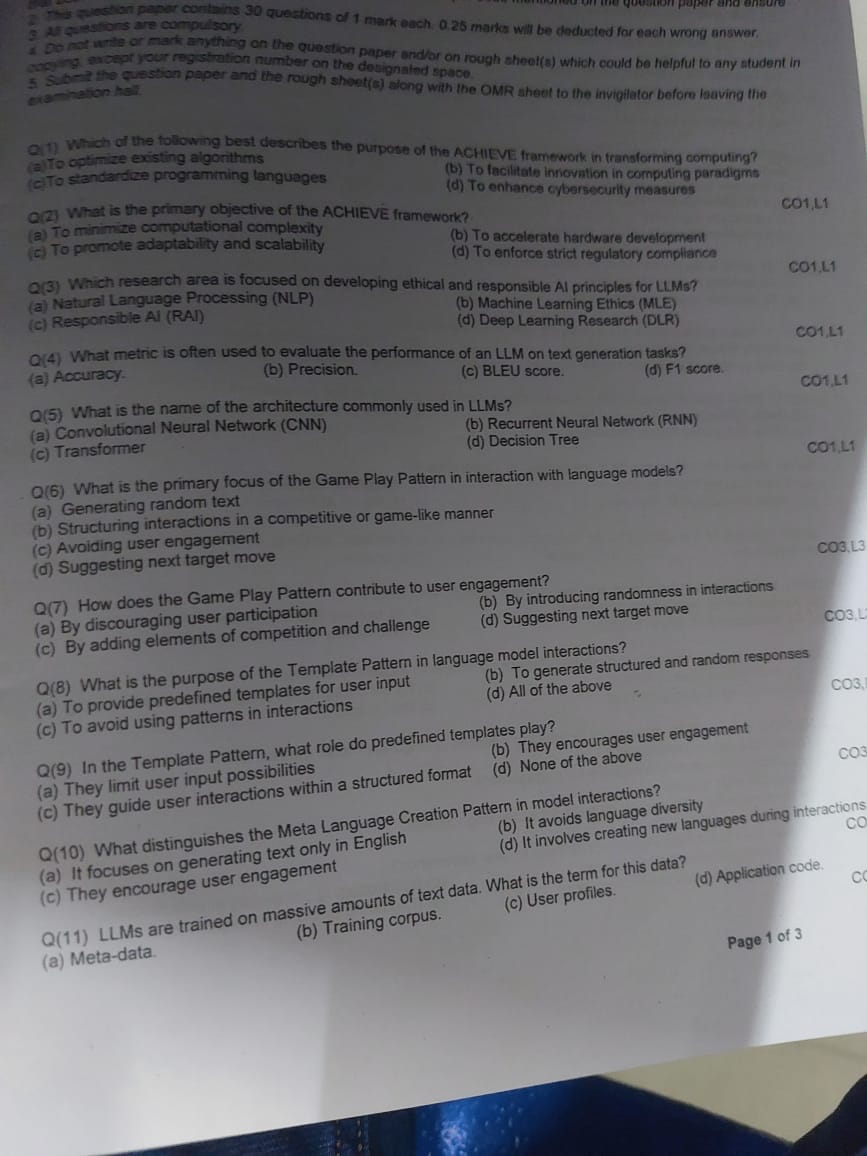 on the question paper and ensure
2. This question paper contains 30 questions of 1 mark each. 0.25 marks will be deducted for each wrong answer.
3. All questions are compulsory.
4. Do not write or mark anything on the question paper and/or on rough sheet(s) which could be helpful to any student in
copying, except your registration number on the designated space.
5. Submit the question paper and the rough sheet(s) along with the OMR sheet to the invigilator before leaving the
examination hall.
Q(1) Which of the following best describes the purpose of the ACHIEVE framework in transforming computing?
(a)To optimize existing algorithms (b) To facilitate innovation in computing paradigms
(c)To standardize programming languages (d) To enhance cybersecurity measures
CO1,L1
Q(2) What is the primary objective of the ACHIEVE framework?
(a) To minimize computational complexity (b) To accelerate hardware development
(c) To promote adaptability and scalability (d) To enforce strict regulatory compliance
CO1,L1
Q(3) Which research area is focused on developing ethical and responsible AI principles for LLMs?
(a) Natural Language Processing (NLP) (b) Machine Learning Ethics (MLE)
(c) Responsible AI (RAI) (d) Deep Learning Research (DLR)
CO1,L1
Q(4) What metric is often used to evaluate the performance of an LLM on text generation tasks?
(a) Accuracy. (b) Precision. (c) BLEU score. (d) F1 score.
CO1,L1
Q(5) What is the name of the architecture commonly used in LLMs?
(a) Convolutional Neural Network (CNN) (b) Recurrent Neural Network (RNN)
(c) Transformer (d) Decision Tree
CO1,L1
Q(6) What is the primary focus of the Game Play Pattern in interaction with language models?
(a) Generating random text
(b) Structuring interactions in a competitive or game-like manner
(c) Avoiding user engagement
(d) Suggesting next target move
CO3,L3
Q(7) How does the Game Play Pattern contribute to user engagement?
(a) By discouraging user participation (b) By introducing randomness in interactions
(c) By adding elements of competition and challenge (d) Suggesting next target move
CO3,L
Q(8) What is the purpose of the Template Pattern in language model interactions?
(a) To provide predefined templates for user input (b) To generate structured and random responses
(c) To avoid using patterns in interactions (d) All of the above
CO3,
Q(9) In the Template Pattern, what role do predefined templates play?
(a) They limit user input possibilities (b) They encourages user engagement
(c) They guide user interactions within a structured format (d) None of the above
CO3
Q(10) What distinguishes the Meta Language Creation Pattern in model interactions?
(a) It focuses on generating text only in English (b) It avoids language diversity
(c) They encourage user engagement (d) It involves creating new languages during interactions
CO
Q(11) LLMs are trained on massive amounts of text data. What is the term for this data?
(a) Meta-data. (b) Training corpus. (c) User profiles. (d) Application code.
CO
Page 1 of 3